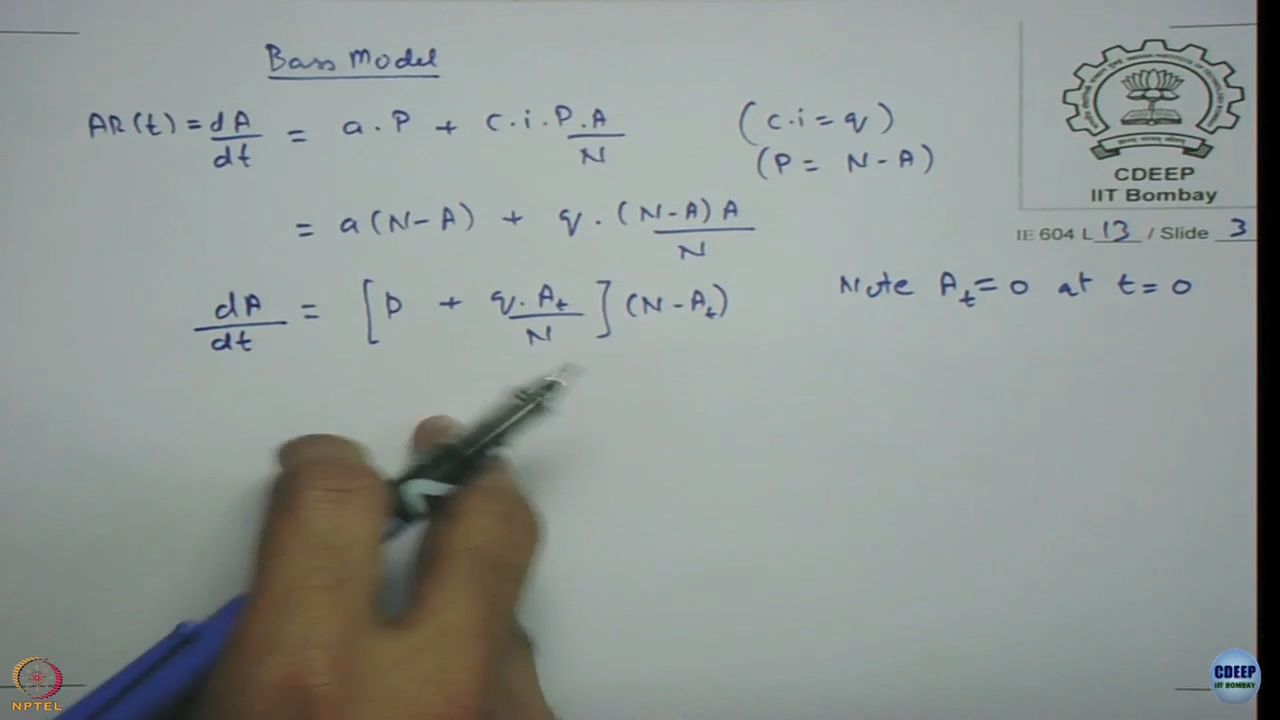 Bass Model
AR(t) = dA/dt = a . P + c.i. P.A/N (c.i = q)
(P = N - A)
= a(N-A) + q . (N-A) A/N
dA/dt = [p + q. A_t/N] (N - A_t) Note A_t = 0 at t = 0
CDEEP
IIT Bombay
IE 604 L 13 / Slide 3
NPTEL
CDEEP
IIT BOMBAY